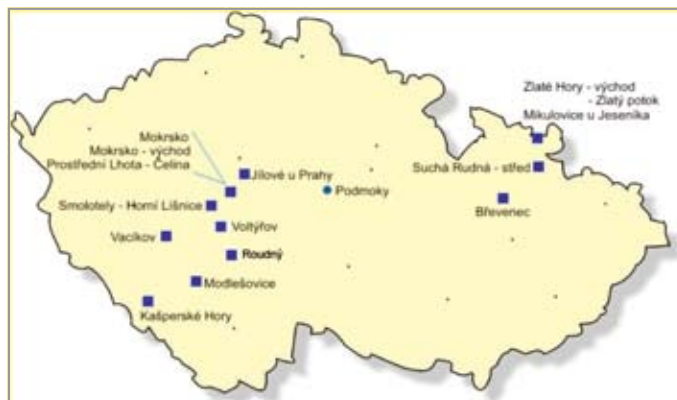 Zlaté Hory - východ
- Zlatý potok
Mikulovice u Jeseníka
Mokrsko
Mokrsko - východ
Prostřední Lhota - Čelina
Jílové u Prahy
Suchá Rudná - střed
Podmoky
Smolotely - Horní Líšnice
Břevenec
Voltýřov
Vacíkov
Roudný
Modlešovice
Kašperské Hory